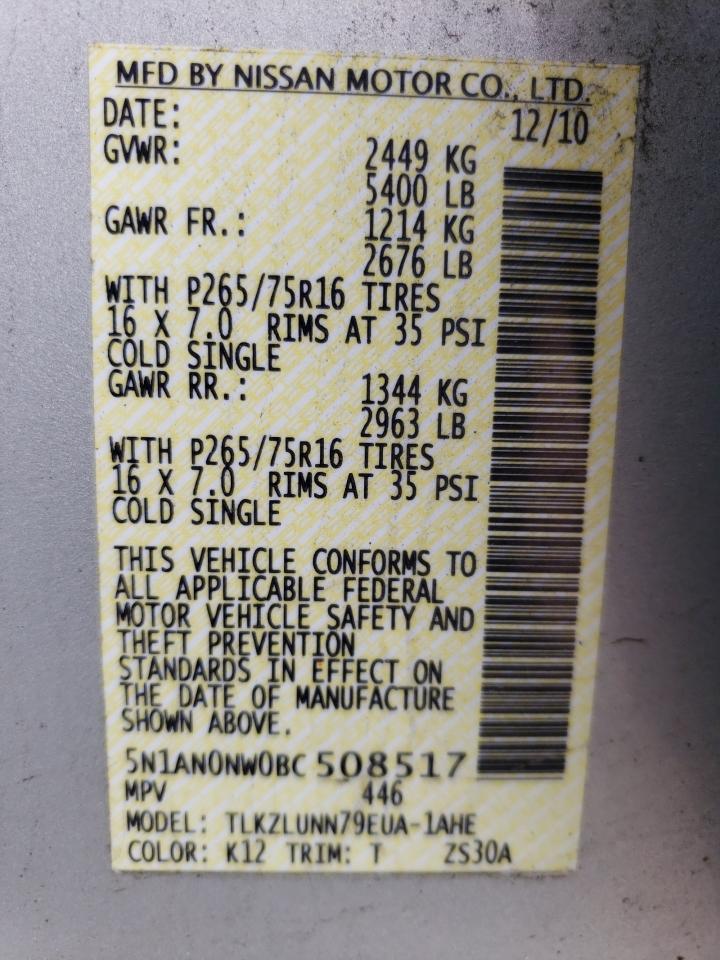 MFD BY NISSAN MOTOR CO., LTD.
DATE: 12/10
GVWR: 2449 KG
5400 LB
GAWR FR.: 1214 KG
2676 LB
WITH P265/75R16 TIRES
16 X 7.0 RIMS AT 35 PSI
COLD SINGLE
GAWR RR.: 1344 KG
2963 LB
WITH P265/75R16 TIRES
16 X 7.0 RIMS AT 35 PSI
COLD SINGLE
THIS VEHICLE CONFORMS TO
ALL APPLICABLE FEDERAL
MOTOR VEHICLE SAFETY AND
THEFT PREVENTION
STANDARDS IN EFFECT ON
THE DATE OF MANUFACTURE
SHOWN ABOVE.
5N1AN0NW0BC 508517
MPV 446
MODEL: TLKZLUNN79EUA-1AHE
COLOR: K12 TRIM: T ZS30A